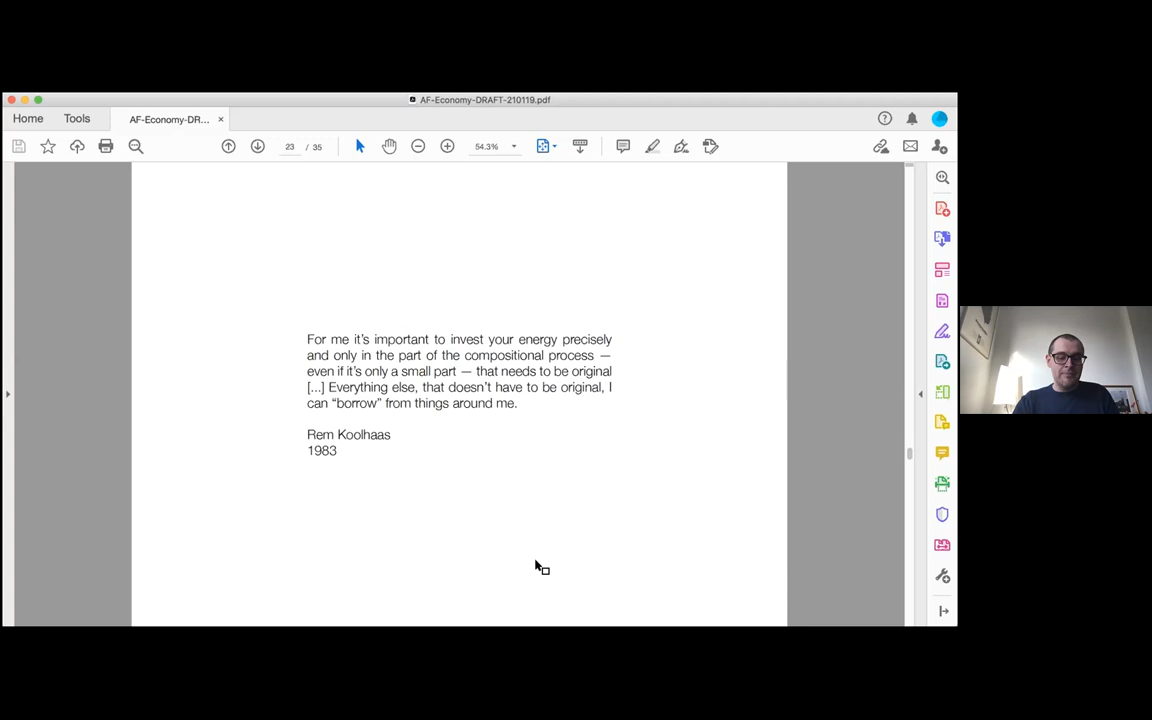 AF-Economy-DRAFT-210119.pdf
Home
Tools
AF-Economy-DR...
23 / 35
54.3%
For me it's important to invest your energy precisely
and only in the part of the compositional process —
even if it's only a small part — that needs to be original
[...] Everything else, that doesn't have to be original, I
can “borrow” from things around me.
Rem Koolhaas
1983